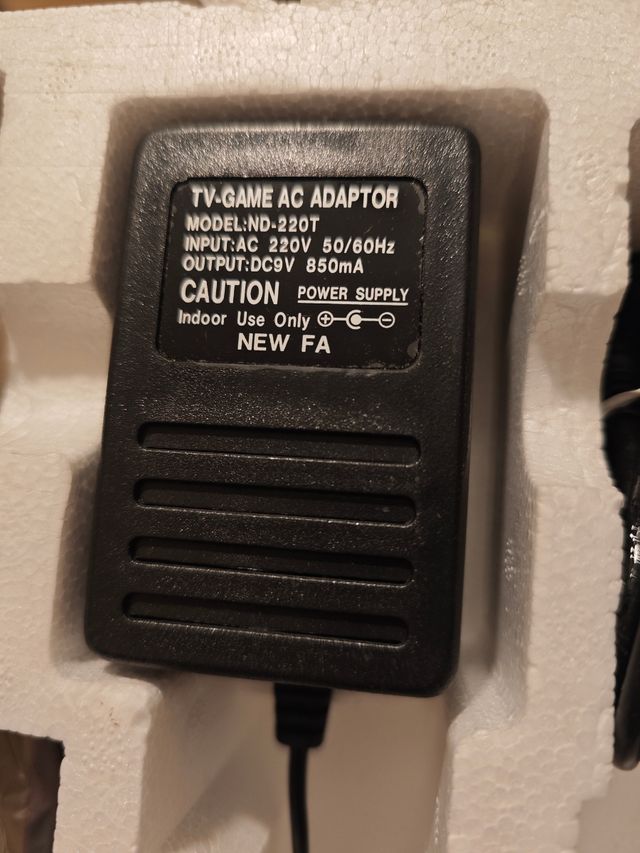 TV-GAME AC ADAPTOR
MODEL:ND-220T
INPUT:AC 220V 50/60Hz
OUTPUT:DC9V 850mA
CAUTION POWER SUPPLY
Indoor Use Only
NEW FA